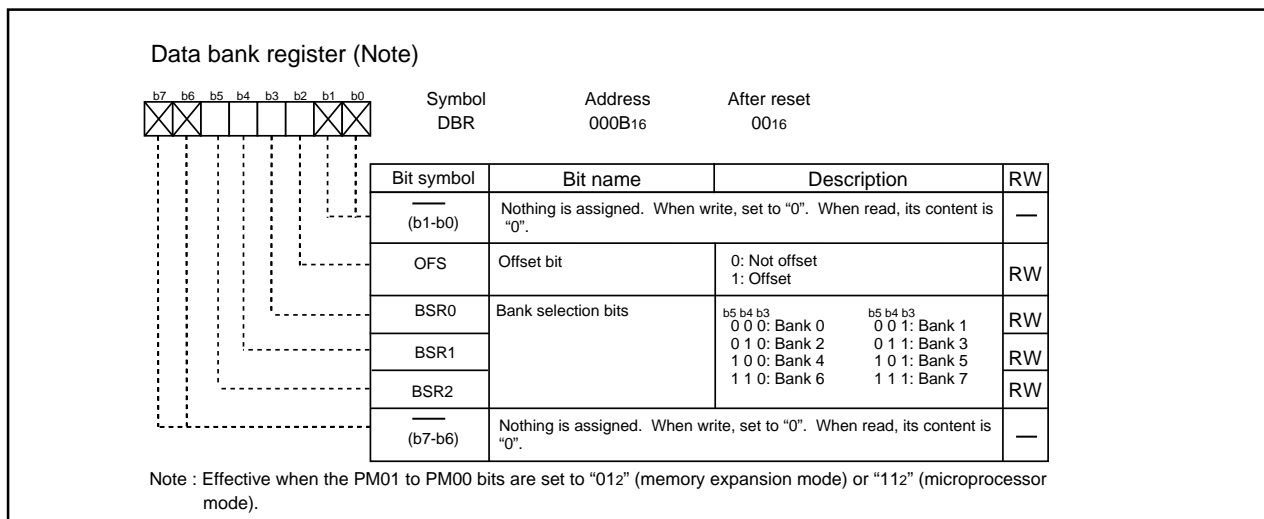 Data bank register (Note)
b7 b6 b5 b4 b3 b2 b1 b0
Symbol Address After reset
DBR 000B16 0016
Bit symbol Bit name Description RW
— (b1-b0) Nothing is assigned. When write, set to “0”. When read, its content is “0”. —
OFS Offset bit 0: Not offset
1: Offset RW
BSR0 Bank selection bits b5 b4 b3 b5 b4 b3
0 0 0: Bank 0 0 0 1: Bank 1 RW
BSR1 0 1 0: Bank 2 0 1 1: Bank 3
1 0 0: Bank 4 1 0 1: Bank 5 RW
BSR2 1 1 0: Bank 6 1 1 1: Bank 7 RW
— (b7-b6) Nothing is assigned. When write, set to “0”. When read, its content is “0”. —
Note : Effective when the PM01 to PM00 bits are set to “012” (memory expansion mode) or “112” (microprocessor
mode).